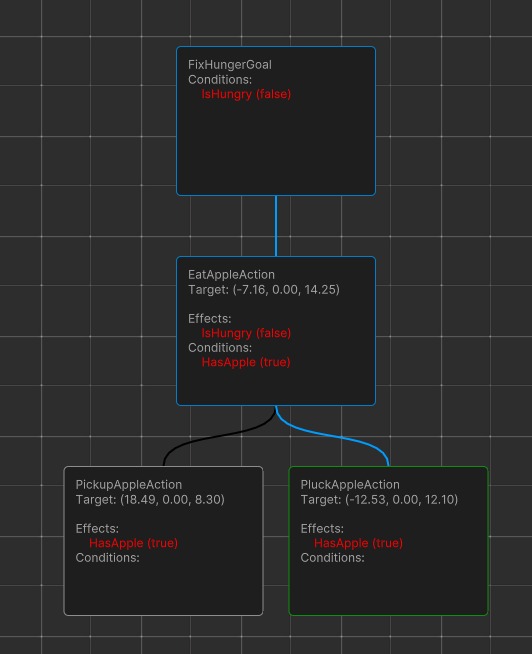 FixHungerGoal
Conditions:
IsHungry (false)
EatAppleAction
Target: (-7.16, 0.00, 14.25)
Effects:
IsHungry (false)
Conditions:
HasApple (true)
PickupAppleAction
Target: (18.49, 0.00, 8.30)
Effects:
HasApple (true)
Conditions:
PluckAppleAction
Target: (-12.53, 0.00, 12.10)
Effects:
HasApple (true)
Conditions: